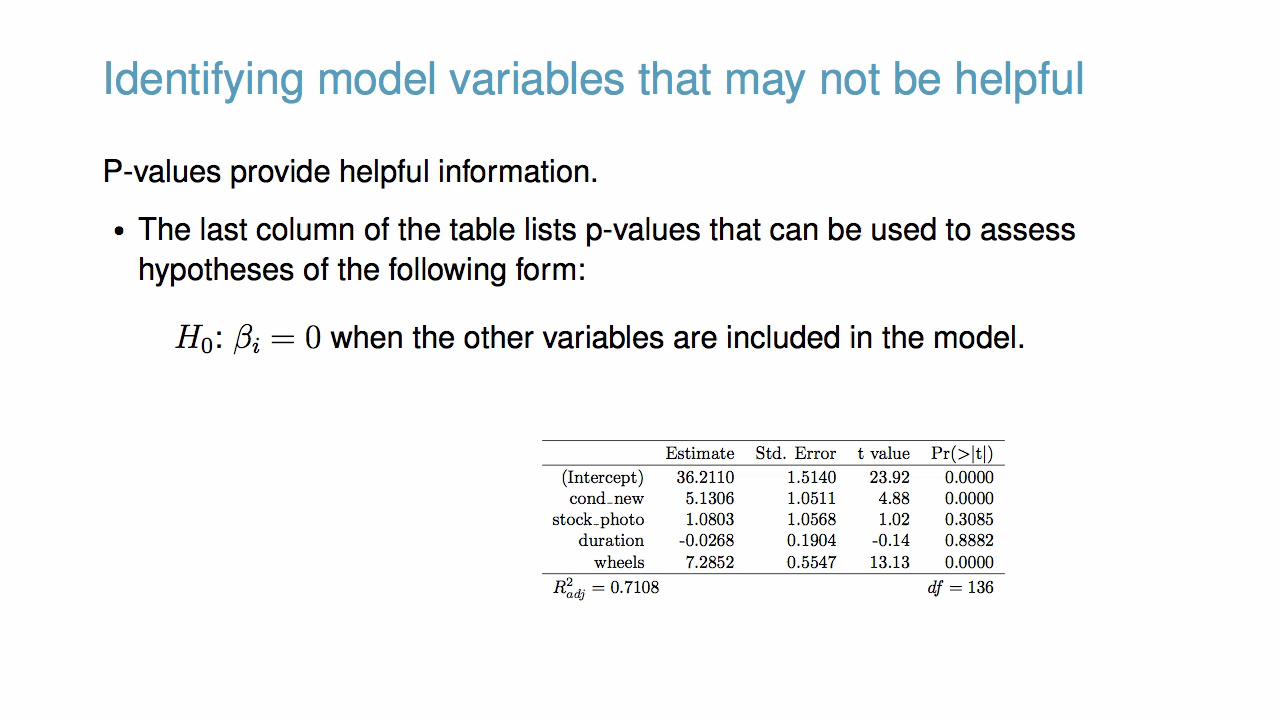 Identifying model variables that may not be helpful
P-values provide helpful information.
• The last column of the table lists p-values that can be used to assess
hypotheses of the following form:
H₀: βᵢ = 0 when the other variables are included in the model.
Estimate Std. Error t value Pr(>|t|)
(Intercept) 36.2110 1.5140 23.92 0.0000
cond_new 5.1306 1.0511 4.88 0.0000
stock_photo 1.0803 1.0568 1.02 0.3085
duration -0.0268 0.1904 -0.14 0.8882
wheels 7.2852 0.5547 13.13 0.0000
R²adj = 0.7108 df = 136